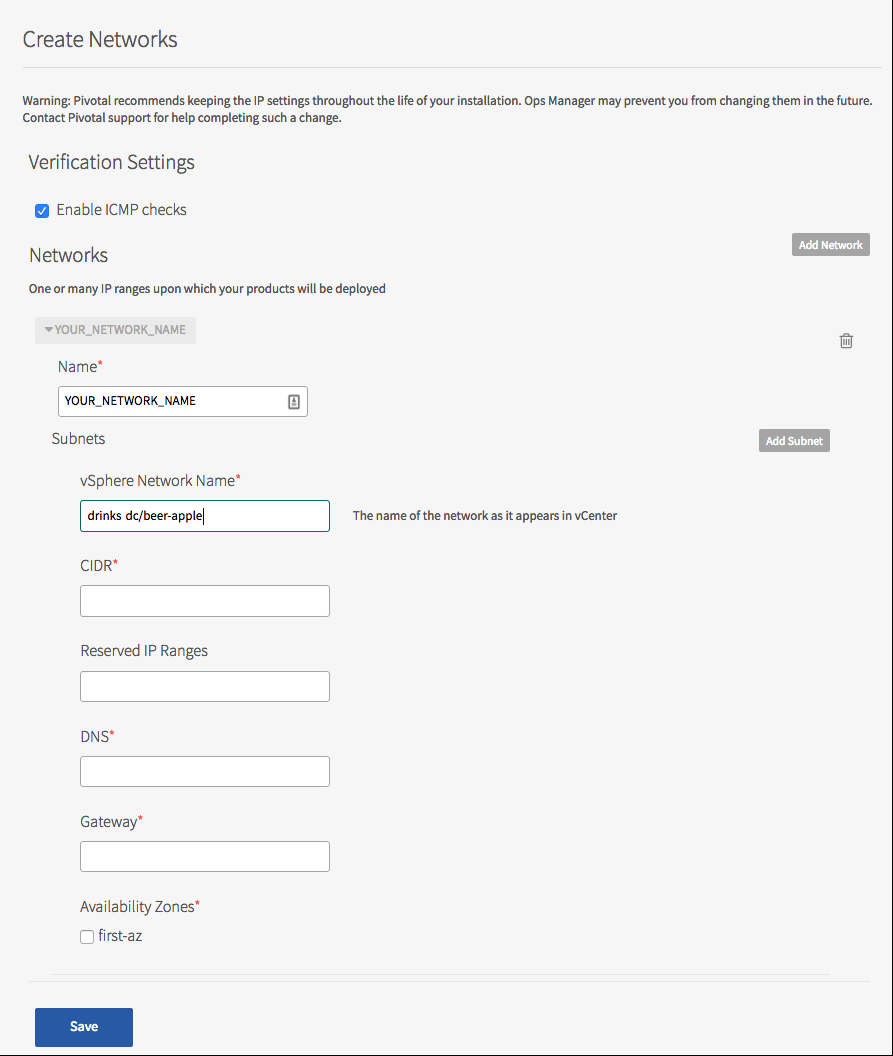 Create Networks
Warning: Pivotal recommends keeping the IP settings throughout the life of your installation. Ops Manager may prevent you from changing them in the future.
Contact Pivotal support for help completing such a change.
Verification Settings
Enable ICMP checks
Networks
Add Network
One or many IP ranges upon which your products will be deployed
YOUR_NETWORK_NAME
Name*
YOUR_NETWORK_NAME
Subnets
Add Subnet
vSphere Network Name*
drinks dc/beer-apple
The name of the network as it appears in vCenter
CIDR*
Reserved IP Ranges
DNS*
Gateway*
Availability Zones*
first-az
Save